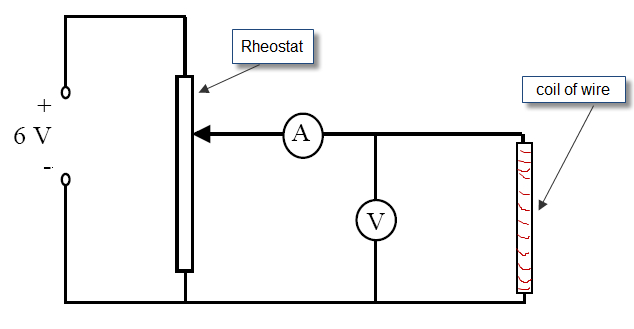 Rheostat
coil of wire
+
6 V
-
A
V